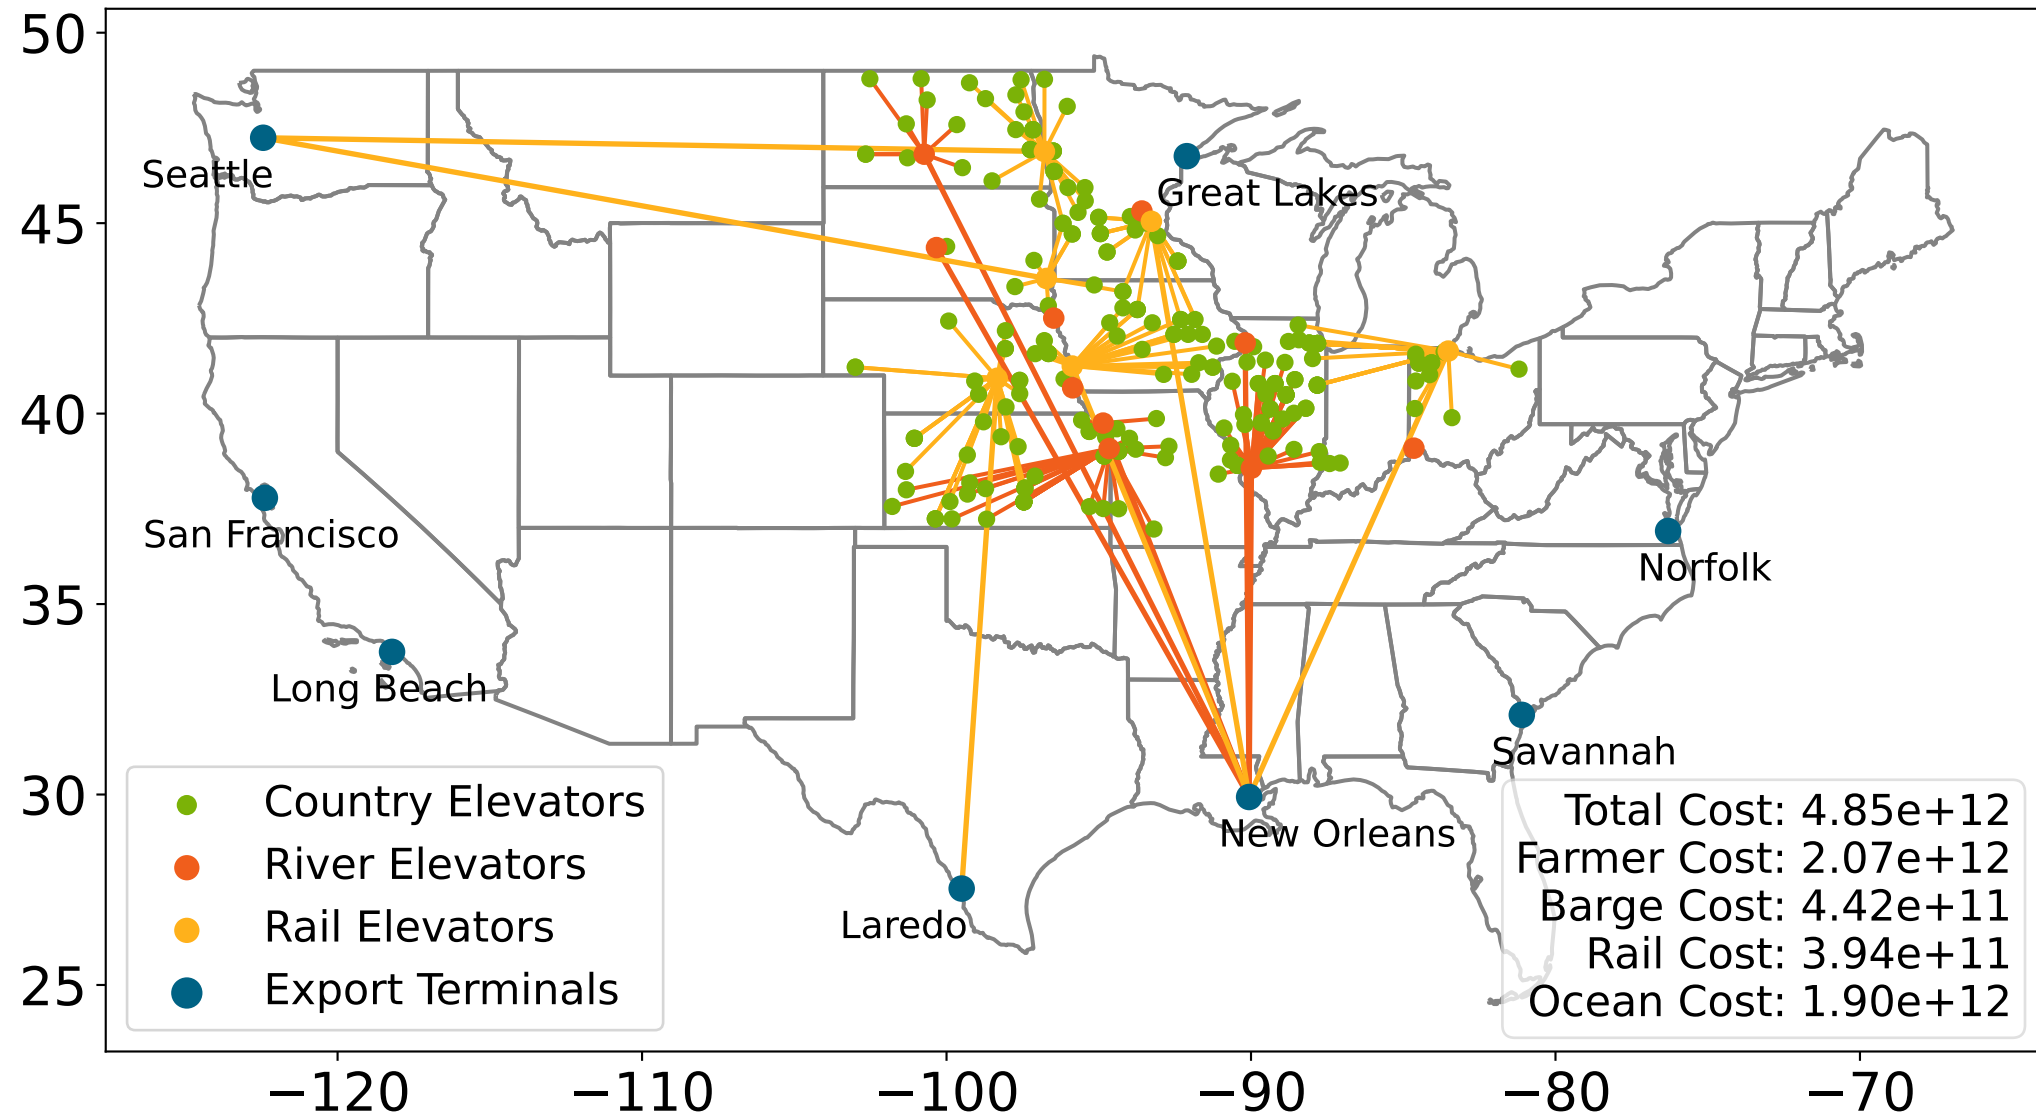 50
45
40
35
30
25
−120
−110
−100
−90
−80
−70
Seattle
Great Lakes
San Francisco
Norfolk
Long Beach
Savannah
New Orleans
Laredo
Country Elevators
River Elevators
Rail Elevators
Export Terminals
Total Cost: 4.85e+12
Farmer Cost: 2.07e+12
Barge Cost: 4.42e+11
Rail Cost: 3.94e+11
Ocean Cost: 1.90e+12